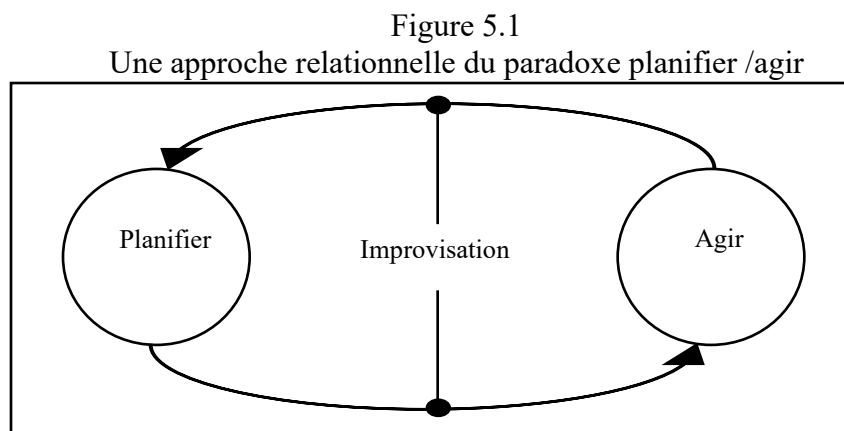 Figure 5.1
Une approche relationnelle du paradoxe planifier /agir
Planifier
Improvisation
Agir